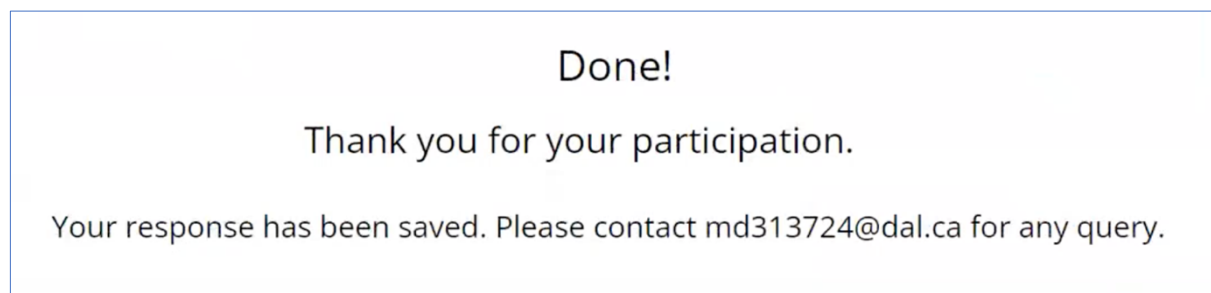 Done!
Thank you for your participation.
Your response has been saved. Please contact md313724@dal.ca for any query.